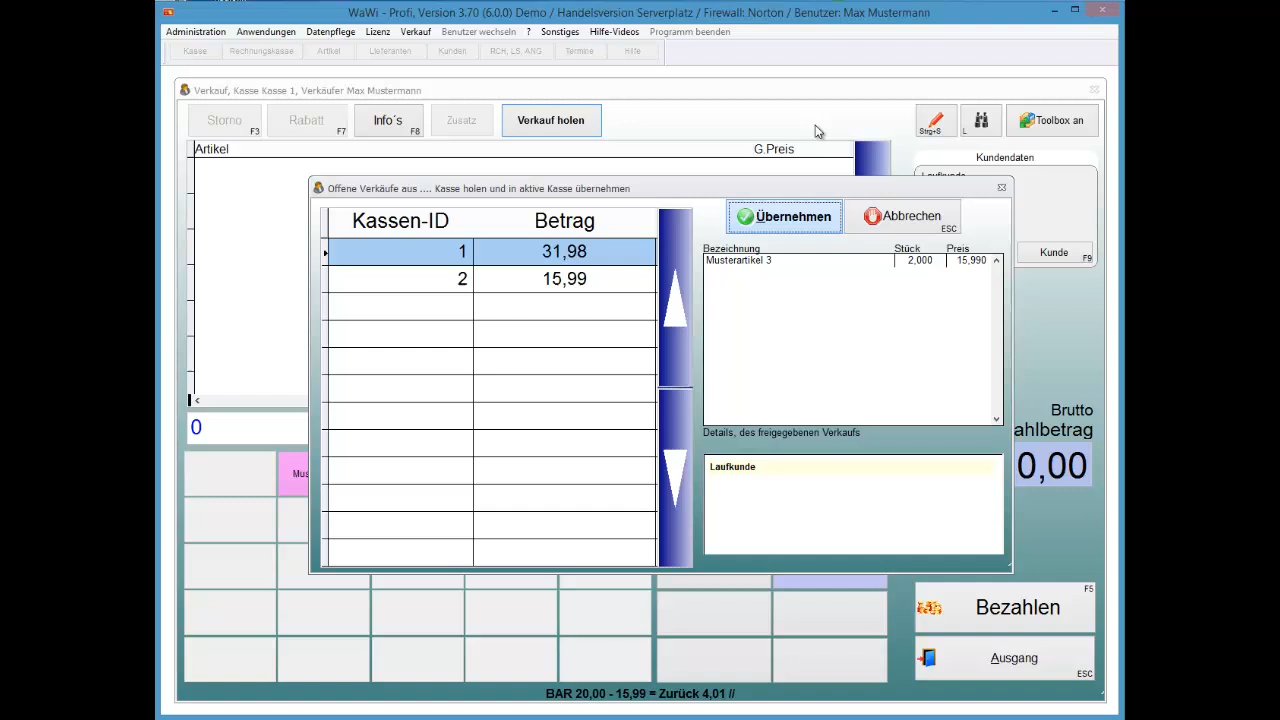 WaWi - Profi, Version 3.70 (6.0.0) Demo / Handelsversion Serverplatz / Firewall: Norton / Benutzer: Max Mustermann
Administration Anwendungen Datenpflege Lizenz Verkauf Benutzer wechseln ? Sonstiges Hilfe-Videos Programm beenden
Kasse Rechnungskasse Artikel Lieferanten Kunden RCH, LS, ANG Termine Hilfe
Verkauf, Kasse Kasse 1, Verkäufer Max Mustermann
Storno F3 Rabatt F7 Info´s F8 Zusatz Verkauf holen Strg+S L Toolbox an
Artikel G.Preis
Kundendaten
Laufkunde
Offene Verkäufe aus .... Kasse holen und in aktive Kasse übernehmen
Kassen-ID Betrag
Übernehmen
Abbrechen ESC
1 31,98
2 15,99
Bezeichnung Stück Preis
Musterartikel 3 2,000 15,990
Kunde F9
Details, des freigegebenen Verkaufs
Laufkunde
Brutto
ahlbetrag
0,00
0
Mus
Bezahlen F5
Ausgang ESC
BAR 20,00 - 15,99 = Zurück 4,01 //